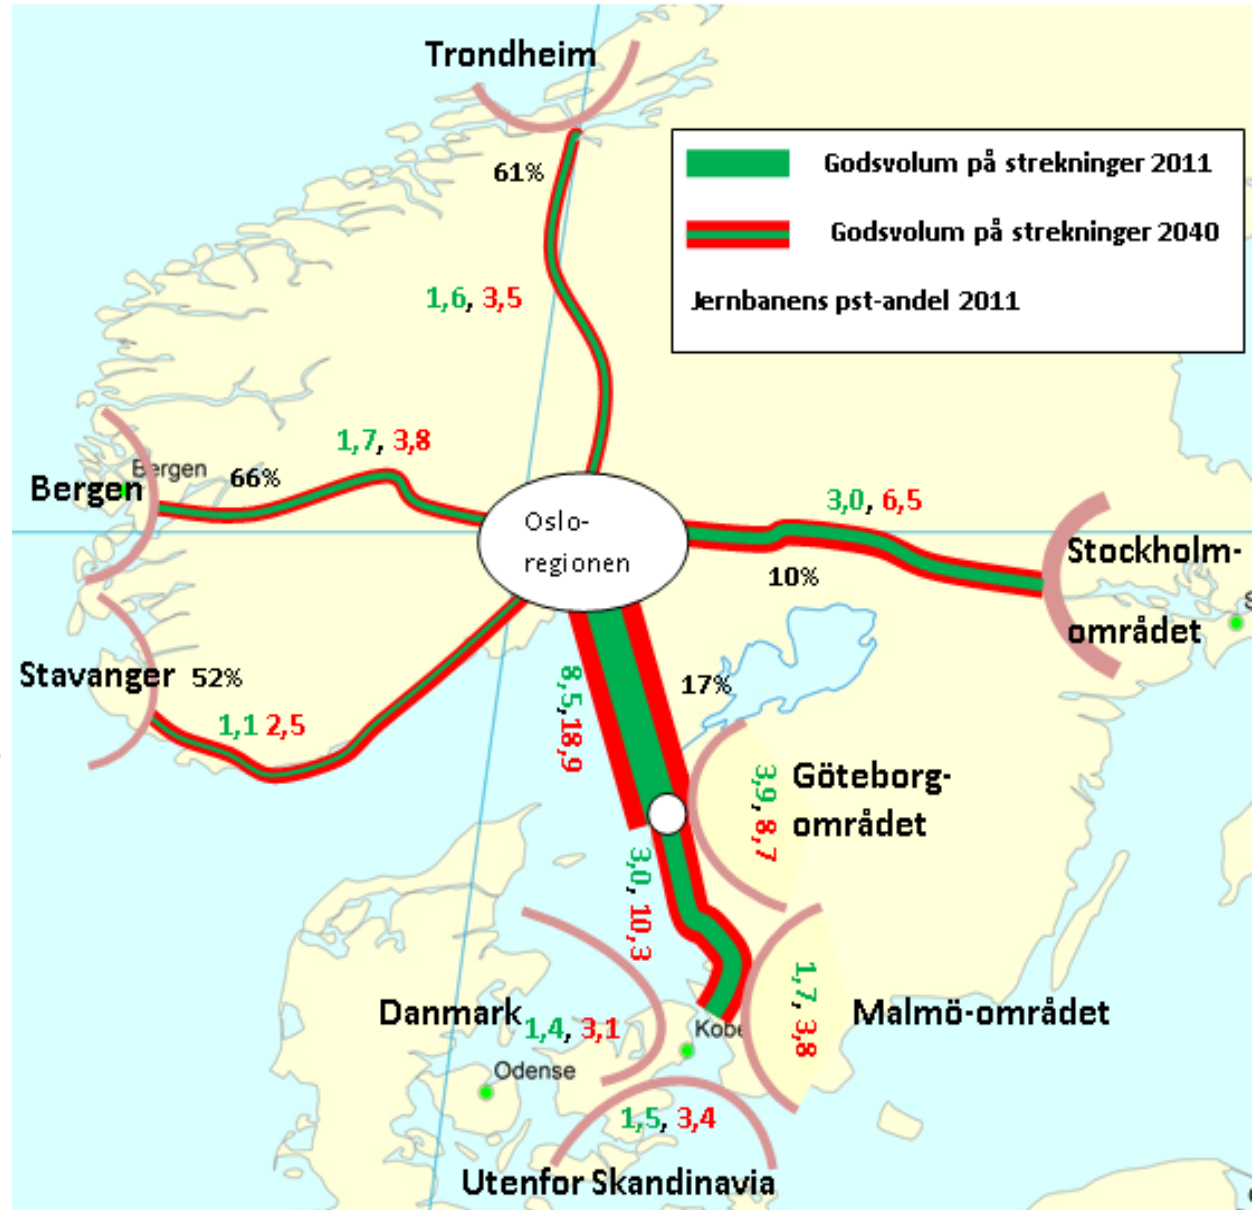 Trondheim
Godsvolum på strekninger 2011
61%
Godsvolum på strekninger 2040
1,6, 3,5
Jernbanens pst-andel 2011
1,7, 3,8
Bergen
66%
Bergen
3,0, 6,5
Oslo-
regionen
Stockholm-
10%
området
Stavanger
52%
17%
8,5,18,9
1,1 2,5
Göteborg-
området
3,9, 8,7
3,0, 10,3
Danmark
1,4, 3,1
Købe
Malmö-området
1,7, 3,8
Odense
1,5, 3,4
Utenfor Skandinavia